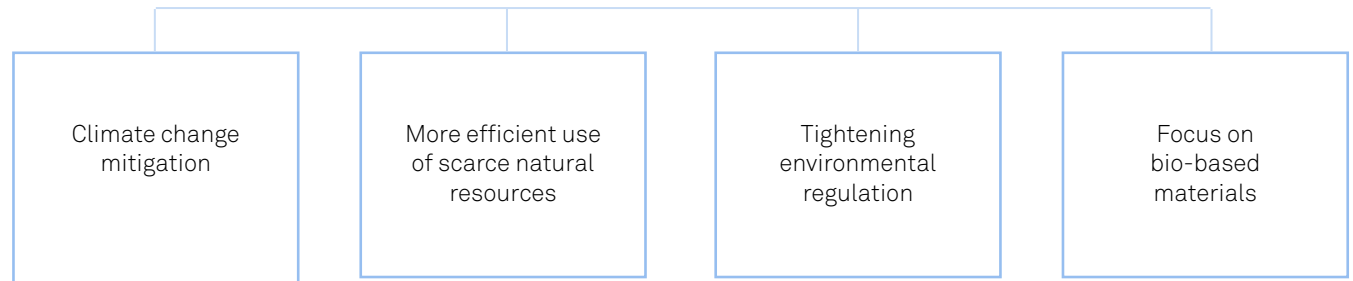 Climate change
mitigation
More efficient use
of scarce natural
resources
Tightening
environmental
regulation
Focus on
bio-based
materials